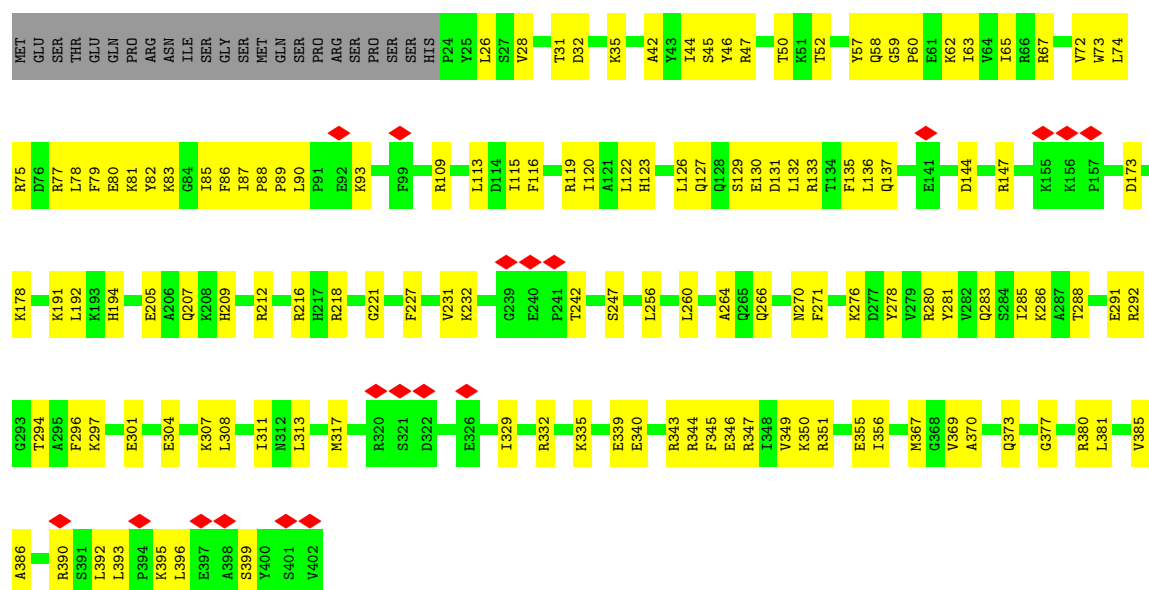 MET GLU SER THR GLU GLN PRO ARG ASN ILE SER GLY SER MET GLN SER PRO ARG SER PRO SER SER HIS P24 Y25 L26 S27 V28 T31 D32 K35 A42 Y43 I44 S45 Y46 R47 T50 K51 T52 Y57 Q58 G59 P60 E61 K62 I63 V64 I65 R66 R67 V72 W73 L74
R75 D76 R77 L78 F79 E80 K81 Y82 K83 G84 I85 F86 I87 P88 P89 L90 P91 E92 K93 F99 R109 L113 D114 I115 F116 R119 I120 A121 L122 H123 L126 Q127 Q128 S129 E130 D131 L132 R133 T134 F135 L136 Q137 E141 D144 R147 K155 K156 P157 D173
K178 K191 L192 K193 H194 E205 A206 Q207 K208 H209 R212 R216 H217 R218 G221 F227 V231 K232 G239 E240 P241 T242 S247 L256 L260 A264 Q265 Q266 N270 F271 K276 D277 Y278 V279 R280 Y281 V282 Q283 S284 I285 K286 A287 T288 E291 R292
G293 T294 A295 F296 K297 E301 E304 K307 L308 I311 N312 L313 M317 R320 S321 D322 E326 I329 R332 K335 E339 E340 R343 R344 F345 E346 R347 I348 V349 K350 R351 E355 I356 M367 G368 V369 A370 Q373 G377 R380 L381 V385
A386 R390 S391 L392 L393 P394 K395 L396 E397 A398 S399 Y400 S401 V402